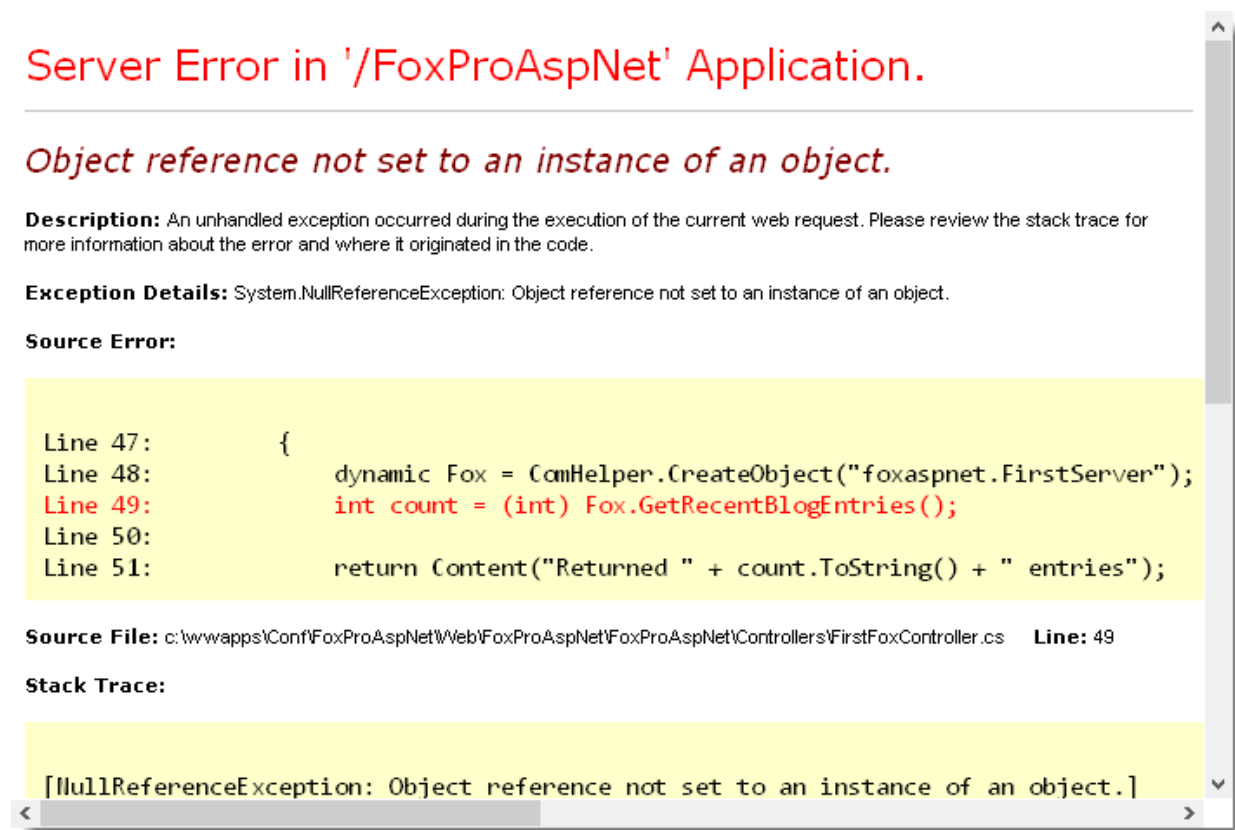 Server Error in '/FoxProAspNet' Application.
Object reference not set to an instance of an object.
Description: An unhandled exception occurred during the execution of the current web request. Please review the stack trace for
more information about the error and where it originated in the code.
Exception Details: System.NullReferenceException: Object reference not set to an instance of an object.
Source Error:
Line 47:         {
Line 48:             dynamic Fox = ComHelper.CreateObject("foxaspnet.FirstServer");
Line 49:             int count = (int) Fox.GetRecentBlogEntries();
Line 50:
Line 51:             return Content("Returned " + count.ToString() + " entries");
Source File: c:\wwapps\Conf\FoxProAspNet\Web\FoxProAspNet\FoxProAspNet\Controllers\FirstFoxController.cs    Line: 49
Stack Trace:
[NullReferenceException: Object reference not set to an instance of an object.]